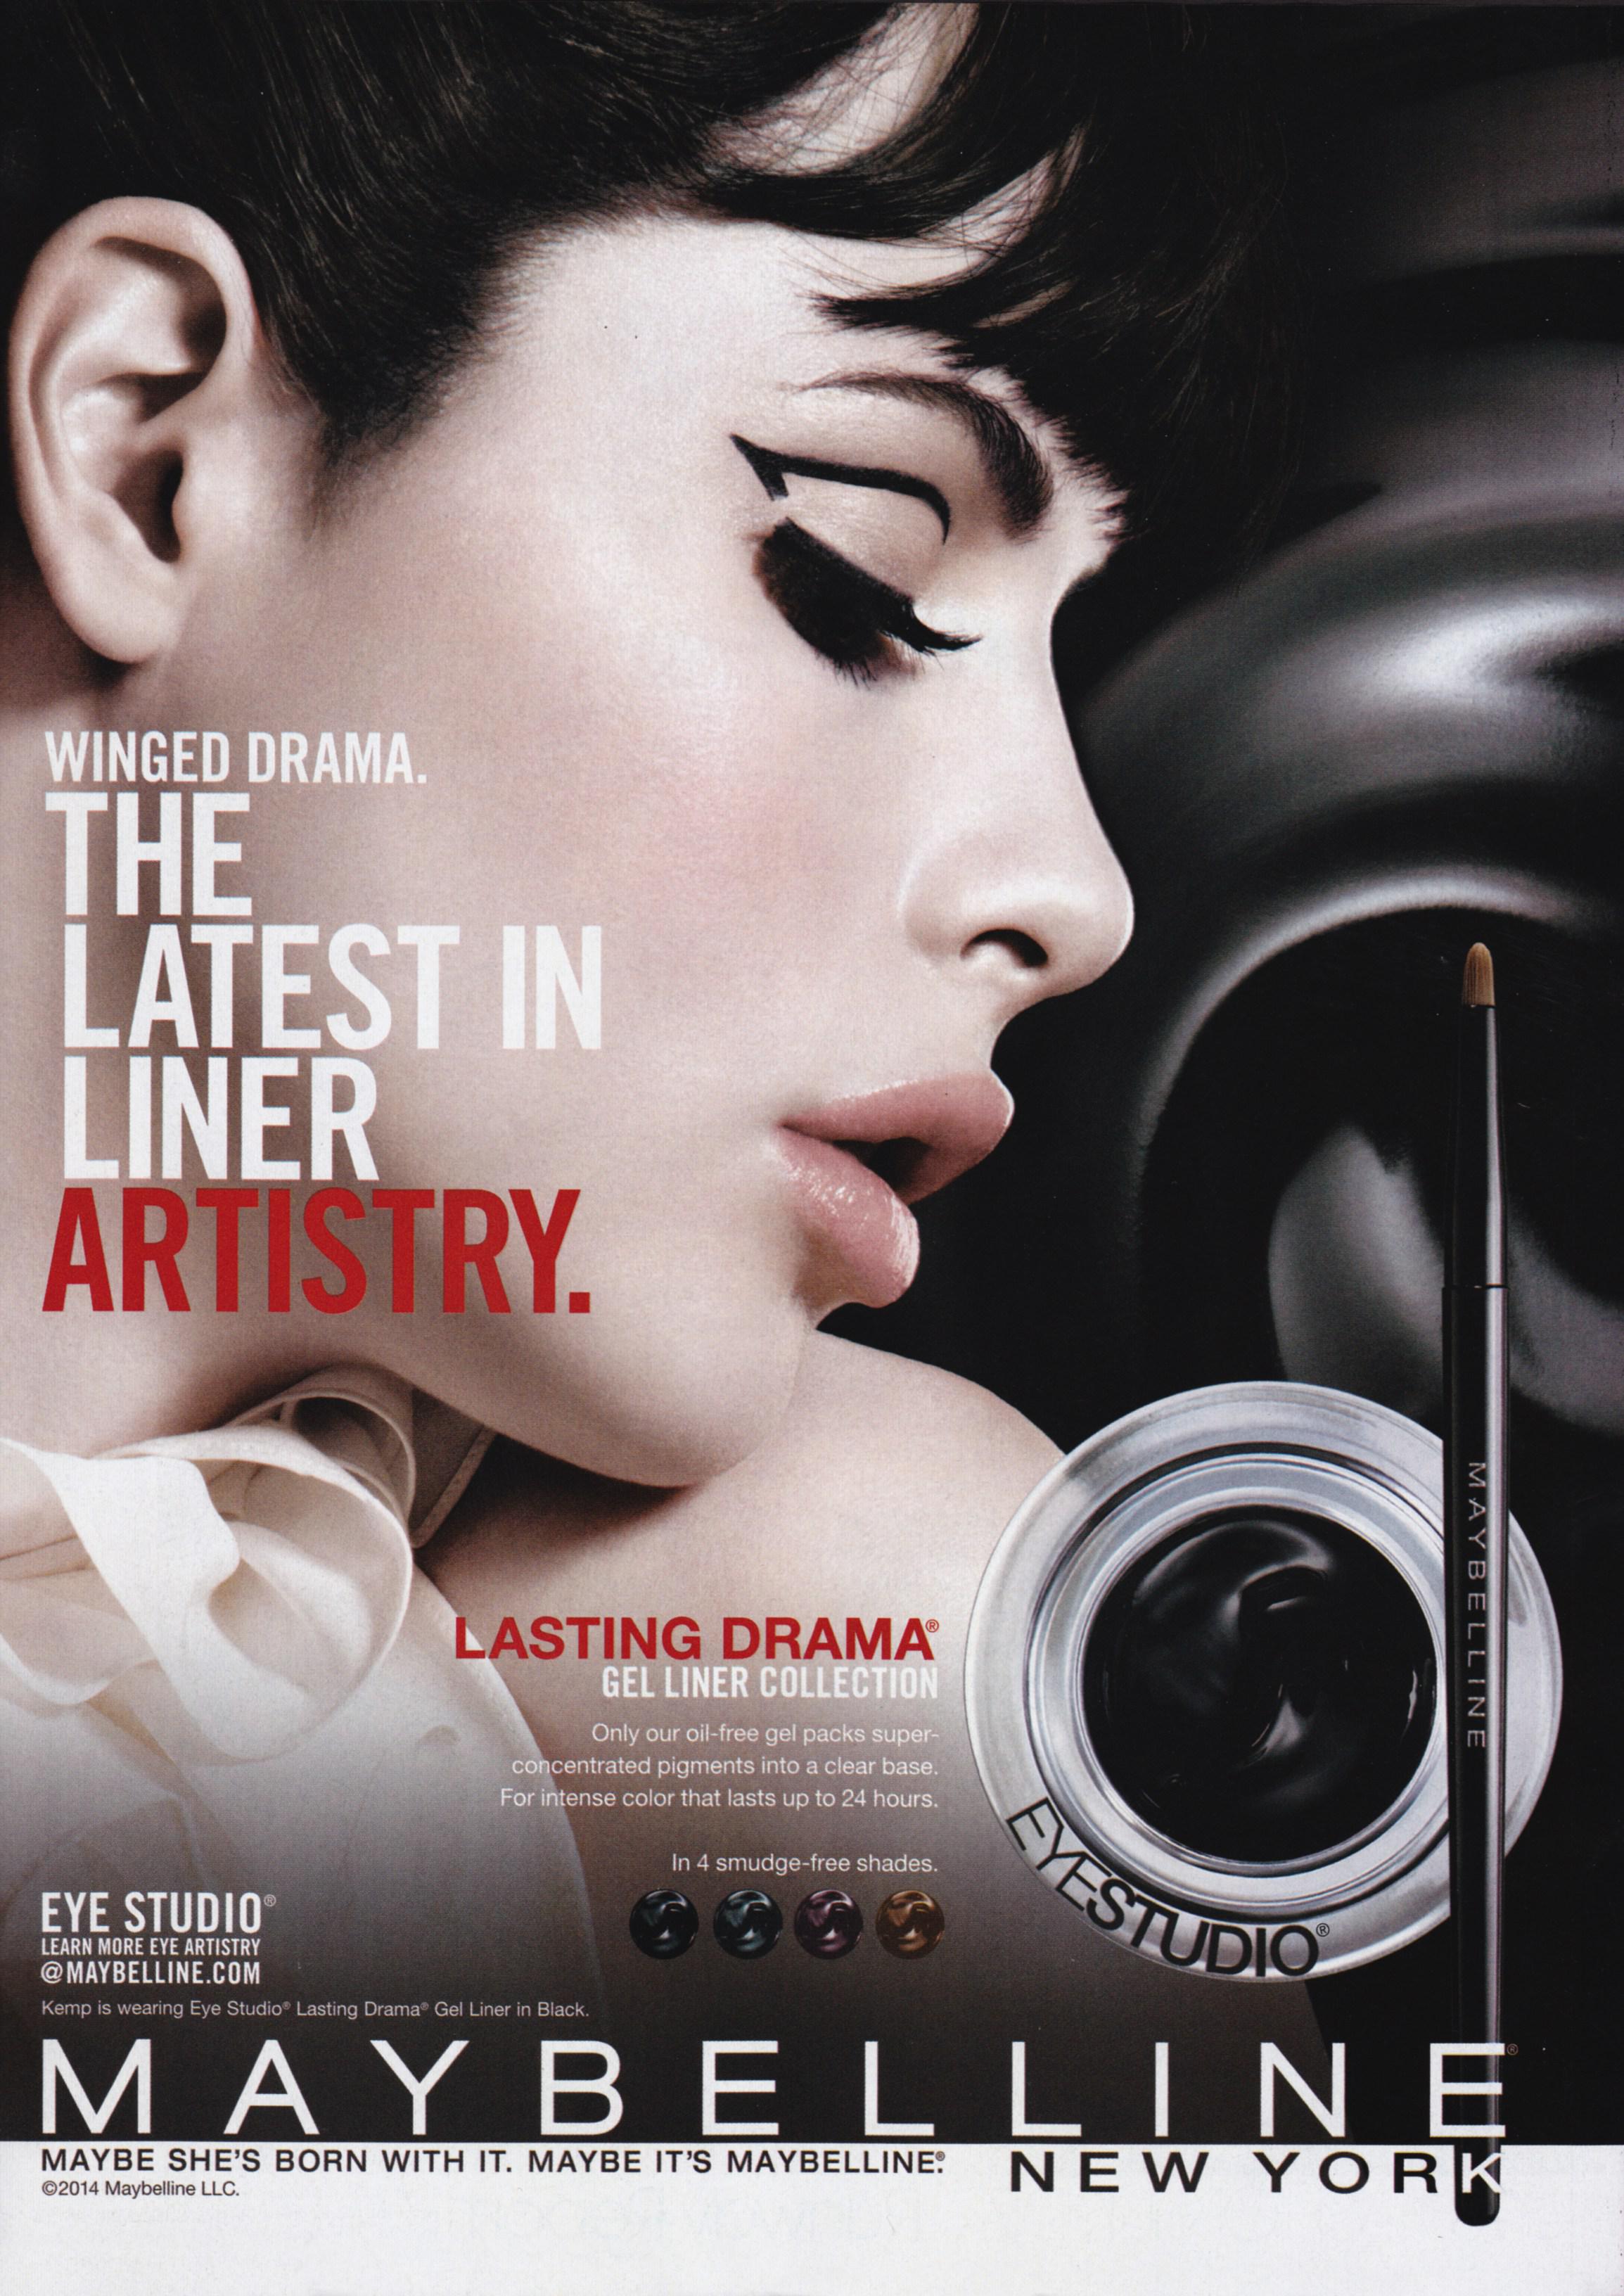 WINGED DRAMA.
THE
LATEST IN
LINER
ARTISTRY.
LASTING DRAMA®
GEL LINER COLLECTION
Only our oil-free gel packs super-
concentrated pigments into a clear base.
For intense color that lasts up to 24 hours.
In 4 smudge-free shades.
MAYBELLINE
EYESTUDIO®
EYE STUDIO®
LEARN MORE EYE ARTISTRY
@MAYBELLINE.COM
Kemp is wearing Eye Studio® Lasting Drama® Gel Liner in Black.
MAYBELLINE®
MAYBE SHE'S BORN WITH IT. MAYBE IT'S MAYBELLINE.®
NEW YORK
©2014 Maybelline LLC.